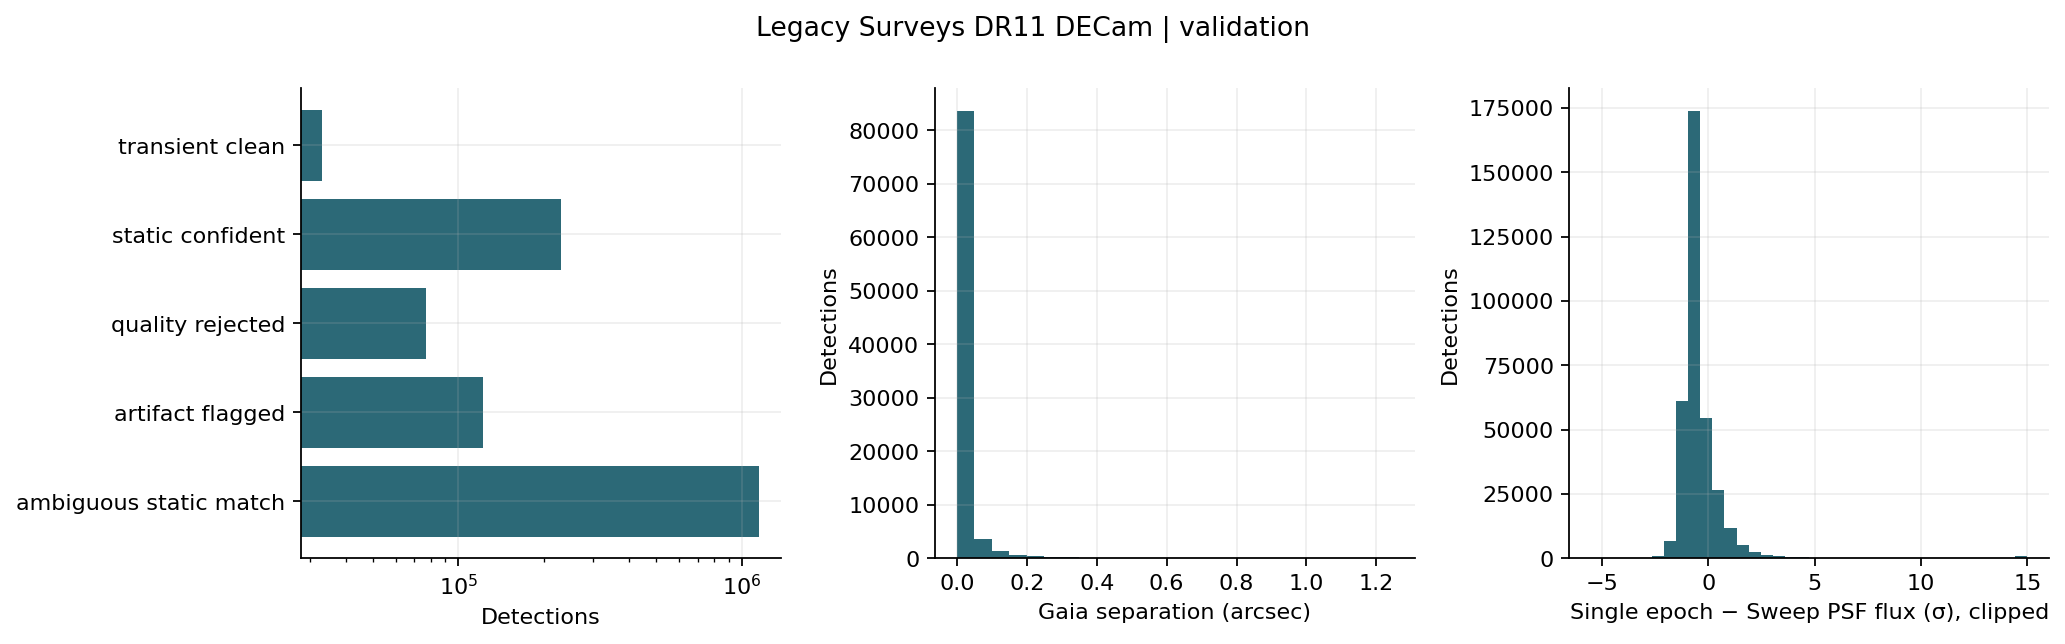 Legacy Surveys DR11 DECam | validation
transient clean
static confident
quality rejected
artifact flagged
ambiguous static match
10⁵
10⁶
Detections
Detections
80000
70000
60000
50000
40000
30000
20000
10000
0
0.0
0.2
0.4
0.6
0.8
1.0
1.2
Gaia separation (arcsec)
Detections
175000
150000
125000
100000
75000
50000
25000
0
−5
0
5
10
15
Single epoch − Sweep PSF flux (σ), clipped